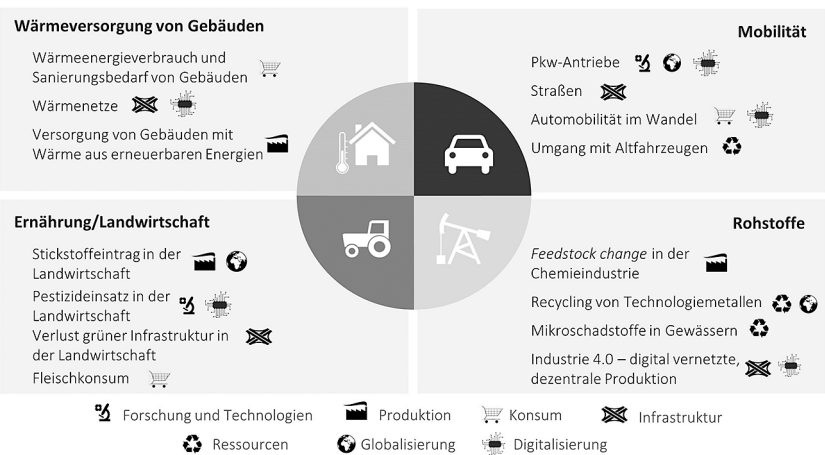 Wärmeversorgung von Gebäuden
Wärmeenergieverbrauch und
Sanierungsbedarf von Gebäuden
Wärmenetze
Versorgung von Gebäuden mit
Wärme aus erneuerbaren Energien
Mobilität
Pkw-Antriebe
Straßen
Automobilität im Wandel
Umgang mit Altfahrzeugen
Ernährung/Landwirtschaft
Stickstoffeintrag in der
Landwirtschaft
Pestizideinsatz in der
Landwirtschaft
Verlust grüner Infrastruktur in
der Landwirtschaft
Fleischkonsum
Rohstoffe
Feedstock change in der
Chemieindustrie
Recycling von Technologiemetallen
Mikroschadstoffe in Gewässern
Industrie 4.0 – digital vernetzte,
dezentrale Produktion
Forschung und Technologien Produktion Konsum Infrastruktur
Ressourcen Globalisierung Digitalisierung